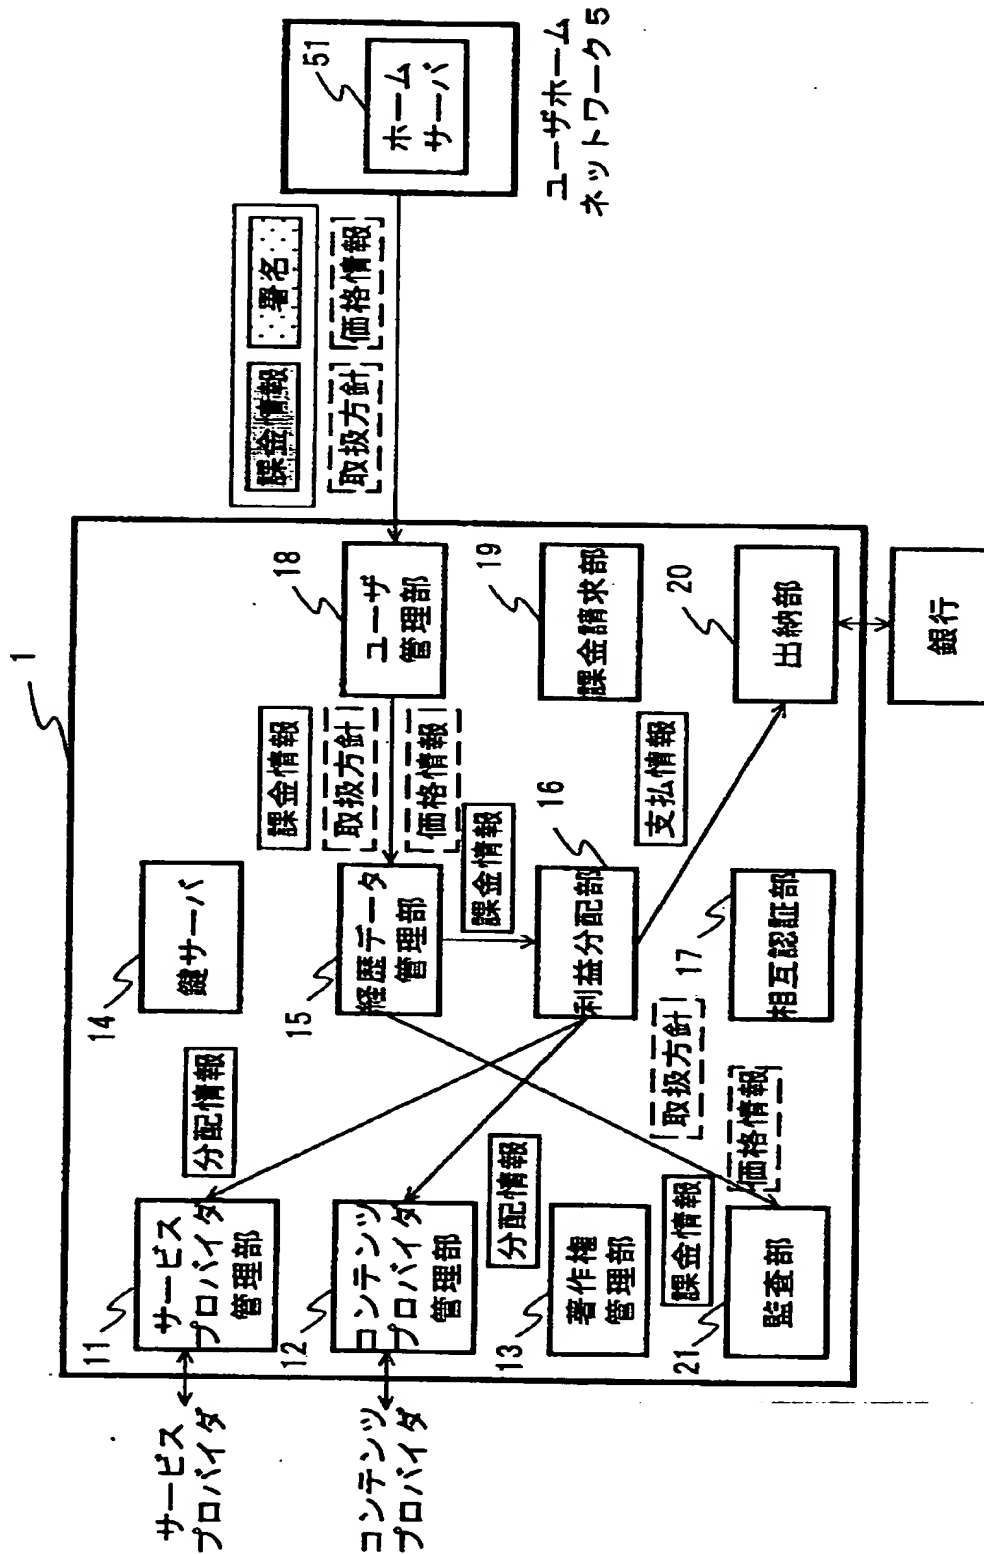 1
サービス
プロバイダ
コンテンツ
プロバイダ
11
サービス
プロバイダ
管理部
分配情報
14
鍵サーバ
12
コンテンツ
プロバイダ
管理部
分配情報
15
経歴データ
管理部
課金情報
取扱方針
価格情報
18
ユーザ
管理部
課金情報
署名
取扱方針
価格情報
51
ホーム
サーバ
ユーザホーム
ネットワーク5
13
著作権
管理部
課金情報
16
利益分配部
19
課金請求部
支払情報
21
監査部
課金情報
取扱方針
価格情報
17
相互認証部
20
出納部
銀行